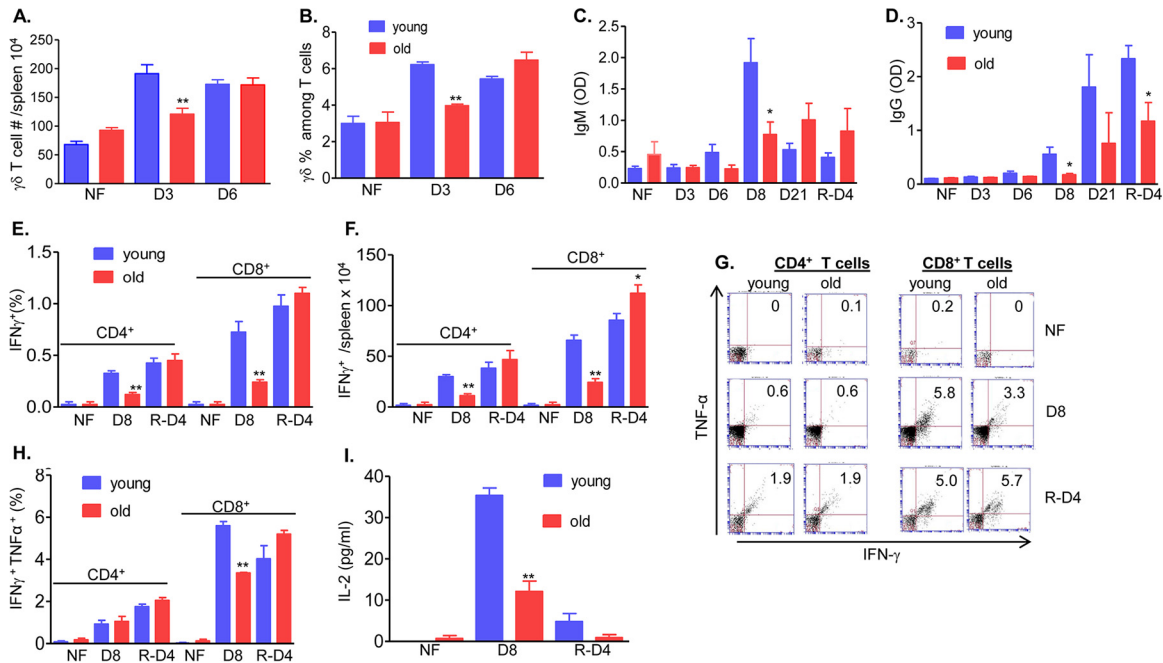 A.
γδ T cell # /spleen 10⁴
250
200
150
100
50
0
**
NF D3 D6
B.
γδ % among T cells
8
6
4
2
0
young
old
**
NF D3 D6
C.
IgM (OD)
2.5
2.0
1.5
1.0
0.5
0.0
*
NF D3 D6 D8 D21 R-D4
D.
IgG (OD)
3
2
1
0
young
old
*
*
NF D3 D6 D8 D21 R-D4
E.
IFNγ⁺(%)
1.5
1.0
0.5
0.0
young
old
CD8⁺
CD4⁺
**
**
NF D8 R-D4 NF D8 R-D4
F.
IFNγ⁺ /spleen x 10⁴
150
100
50
0
CD8⁺
CD4⁺
**
**
*
NF D8 R-D4 NF D8 R-D4
G.
CD4⁺ T cells CD8⁺ T cells
young old young old
0 0.1 0.2 0 NF
0.6 0.6 5.8 3.3 D8
1.9 1.9 5.0 5.7 R-D4
TNF-α
IFN-γ
H.
IFNγ⁺TNFα⁺ (%)
8
6
4
2
0
young
old
CD8⁺
CD4⁺
**
NF D8 R-D4 NF D8 R-D4
I.
IL-2 (pg/ml)
40
30
20
10
0
young
old
**
NF D8 R-D4